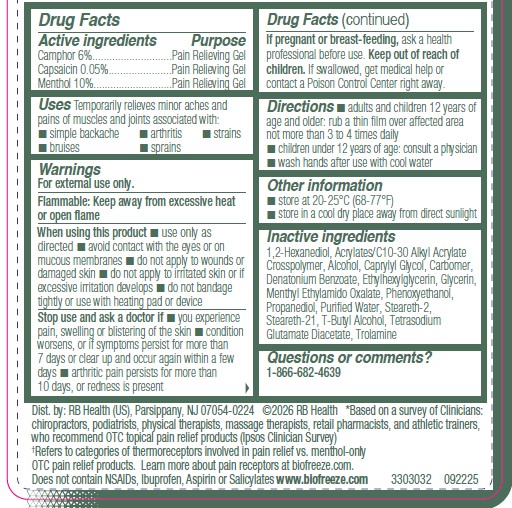 Drug Facts
Active ingredients Purpose
Camphor 6%..........................Pain Relieving Gel
Capsaicin 0.05%.....................Pain Relieving Gel
Menthol 10%..........................Pain Relieving Gel
Uses Temporarily relieves minor aches and
pains of muscles and joints associated with:
■ simple backache ■ arthritis ■ strains
■ bruises ■ sprains
Warnings
For external use only.
Flammable: Keep away from excessive heat
or open flame
When using this product ■ use only as
directed ■ avoid contact with the eyes or on
mucous membranes ■ do not apply to wounds or
damaged skin ■ do not apply to irritated skin or if
excessive irritation develops ■ do not bandage
tightly or use with heating pad or device
Stop use and ask a doctor if ■ you experience
pain, swelling or blistering of the skin ■ condition
worsens, or if symptoms persist for more than
7 days or clear up and occur again within a few
days ■ arthritic pain persists for more than
10 days, or redness is present
Drug Facts (continued)
If pregnant or breast-feeding, ask a health
professional before use. Keep out of reach of
children. If swallowed, get medical help or
contact a Poison Control Center right away.
Directions ■ adults and children 12 years of
age and older: rub a thin film over affected area
not more than 3 to 4 times daily
■ children under 12 years of age: consult a physician
■ wash hands after use with cool water
Other information
■ store at 20-25°C (68-77°F)
■ store in a cool dry place away from direct sunlight
Inactive ingredients
1,2-Hexanediol, Acrylates/C10-30 Alkyl Acrylate
Crosspolymer, Alcohol, Caprylyl Glycol, Carbomer,
Denatonium Benzoate, Ethylhexylglycerin, Glycerin,
Menthyl Ethylamido Oxalate, Phenoxyethanol,
Propanediol, Purified Water, Steareth-2,
Steareth-21, T-Butyl Alcohol, Tetrasodium
Glutamate Diacetate, Trolamine
Questions or comments?
1-866-682-4639
Dist. by: RB Health (US), Parsippany, NJ 07054-0224 ©2026 RB Health *Based on a survey of Clinicians:
chiropractors, podiatrists, physical therapists, massage therapists, retail pharmacists, and athletic trainers,
who recommend OTC topical pain relief products (Ipsos Clinician Survey)
†Refers to categories of thermoreceptors involved in pain relief vs. menthol-only
OTC pain relief products. Learn more about pain receptors at biofreeze.com.
Does not contain NSAIDs, Ibuprofen, Aspirin or Salicylates www.biofreeze.com 3303032 092225